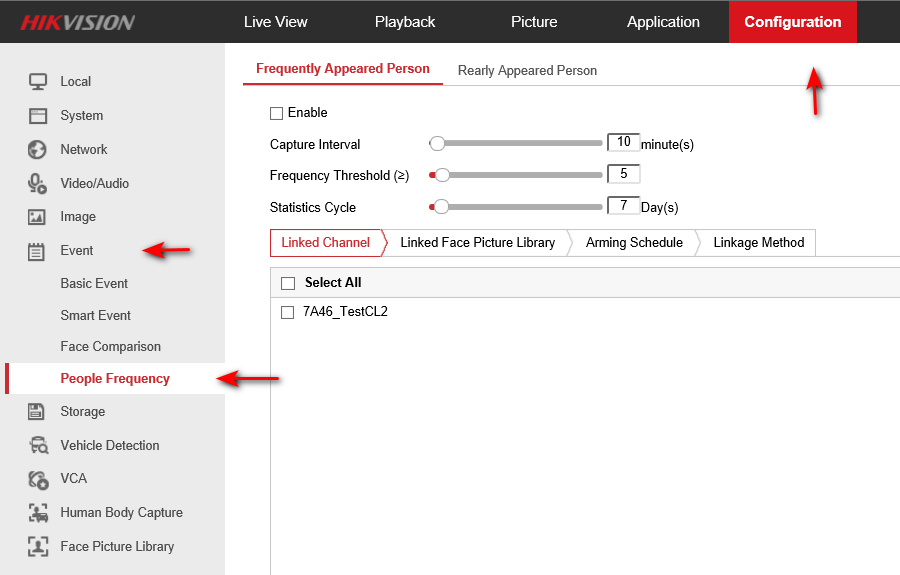 HIKVISION Live View Playback Picture Application Configuration
Local
System
Network
Video/Audio
Image
Event
Basic Event
Smart Event
Face Comparison
People Frequency
Storage
Vehicle Detection
VCA
Human Body Capture
Face Picture Library
Frequently Appeared Person Rearly Appeared Person
Enable
Capture Interval 10 minute(s)
Frequency Threshold (≥) 5
Statistics Cycle 7 Day(s)
Linked Channel Linked Face Picture Library Arming Schedule Linkage Method
Select All
7A46_TestCL2